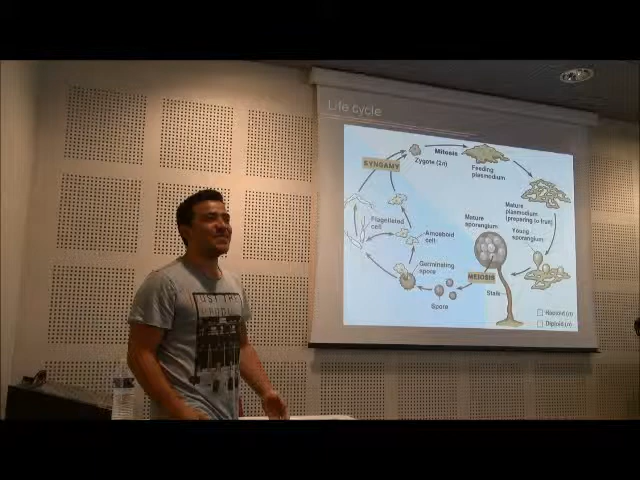 Life cycle
SYNGAMY
Mitosis
Zygote (2n)
Feeding
plasmodium
Mature
plasmodium
(preparing to fruit)
Flagellated
cell
Amoeboid
cell
Mature
sporangium
Young
sporangium
Germinating
spore
MEIOSIS
Spore
Stalk
Haploid (n)
Diploid (n)